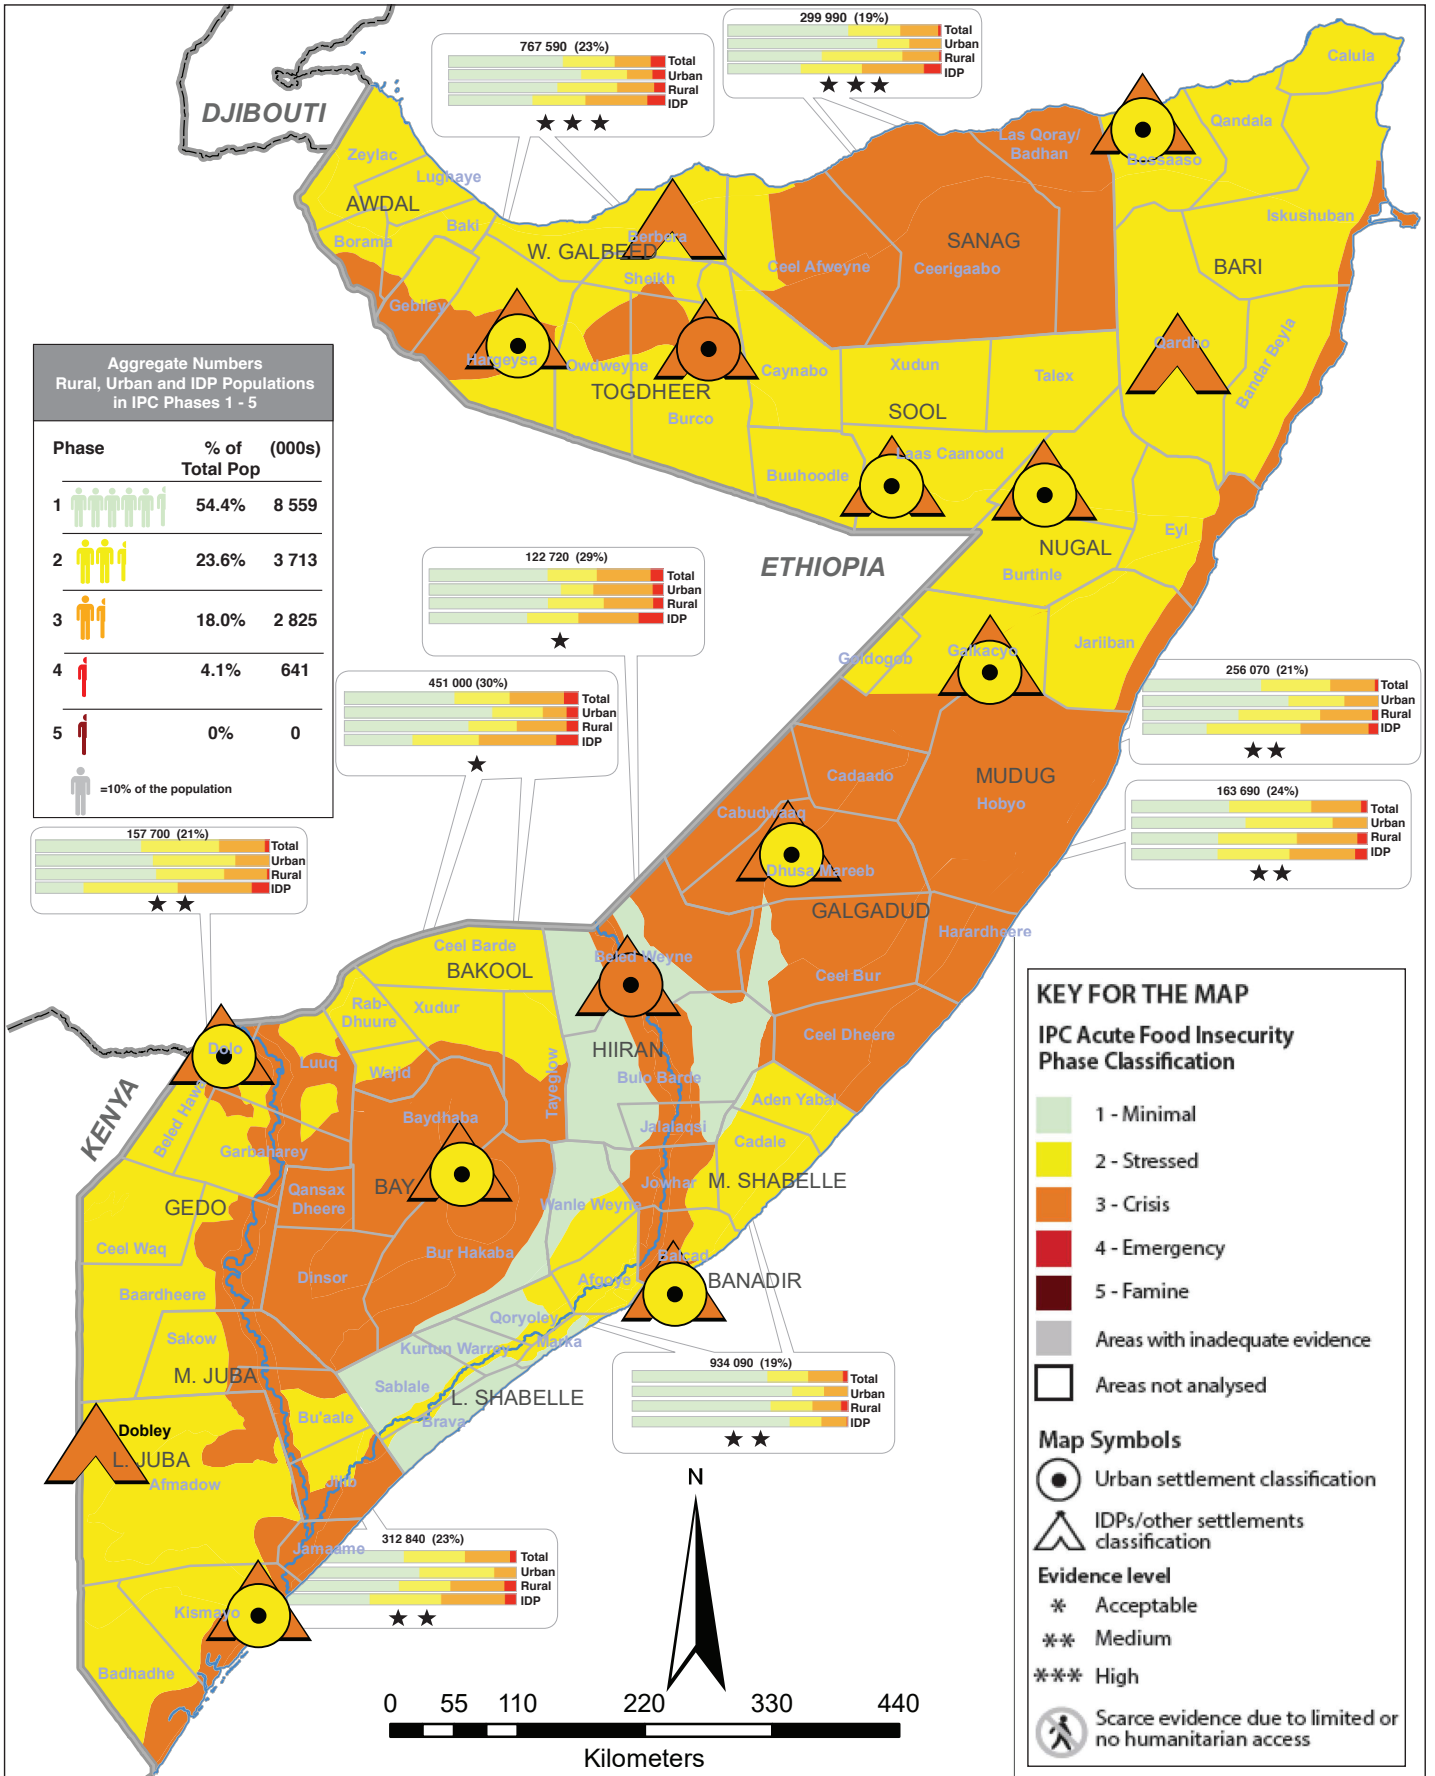 299 990 (19%)
Total
Urban
Rural
IDP
767 590 (23%)
Total
Urban
Rural
IDP
Calula
DJIBOUTI
Qandala
Las Qoray/
Badhan
Bossaaso
Zeylac
Lughaye
AWDAL
Iskushuban
Baki
Berbera
Borama
W. GALBEED
SANAG
Ceel Afweyne
Ceerigaabo
BARI
Sheikh
Gebiley
Qardho
Bandar Beyla
Hargeysa
Owdweyne
Xudun
Talex
Caynabo
TOGDHEER
SOOL
Burco
Laas Caanood
Buuhoodle
Eyl
NUGAL
ETHIOPIA
Burtinle
Galdogob
Galkacyo
Jariiban
Aggregate Numbers
Rural, Urban and IDP Populations
in IPC Phases 1 - 5
Phase % of (000s)
Total Pop
1 54.4% 8 559
2 23.6% 3 713
3 18.0% 2 825
4 4.1% 641
5 0% 0
=10% of the population
122 720 (29%)
Total
Urban
Rural
IDP
451 000 (30%)
Total
Urban
Rural
IDP
256 070 (21%)
Total
Urban
Rural
IDP
163 690 (24%)
Total
Urban
Rural
IDP
157 700 (21%)
Total
Urban
Rural
IDP
Cadaado
MUDUG
Hobyo
Cabudwaaq
Dhusa Mareeb
GALGADUD
Harardheere
Ceel Bur
Ceel Dheere
Ceel Barde
BAKOOL
Beled Weyne
Rab-
Dhuure
Xudur
HIIRAN
Dolo
Luuq
Wajid
Tayeglow
Bulo Barde
Aden Yabal
KENYA
Beled Hawa
Baydhaba
Jalalaqsi
Cadale
Garbaharey
BAY
Qansax
Dheere
Jowhar
M. SHABELLE
GEDO
Wanle Weyne
Ceel Waq
Bur Hakaba
Balcad
Dinsor
Afgoye
BANADIR
Baardheere
Qoryoley
Sakow
Kurtun Warrey
Marka
M. JUBA
Sablale
L. SHABELLE
Bu'aale
Brava
Dobley
L. JUBA
Afmadow
Jilib
Jamaame
Kismayo
Badhadhe
934 090 (19%)
Total
Urban
Rural
IDP
312 840 (23%)
Total
Urban
Rural
IDP
N
0 55 110 220 330 440
Kilometers
KEY FOR THE MAP
IPC Acute Food Insecurity
Phase Classification
1 - Minimal
2 - Stressed
3 - Crisis
4 - Emergency
5 - Famine
Areas with inadequate evidence
Areas not analysed
Map Symbols
Urban settlement classification
IDPs/other settlements
classification
Evidence level
* Acceptable
** Medium
*** High
Scarce evidence due to limited or
no humanitarian access